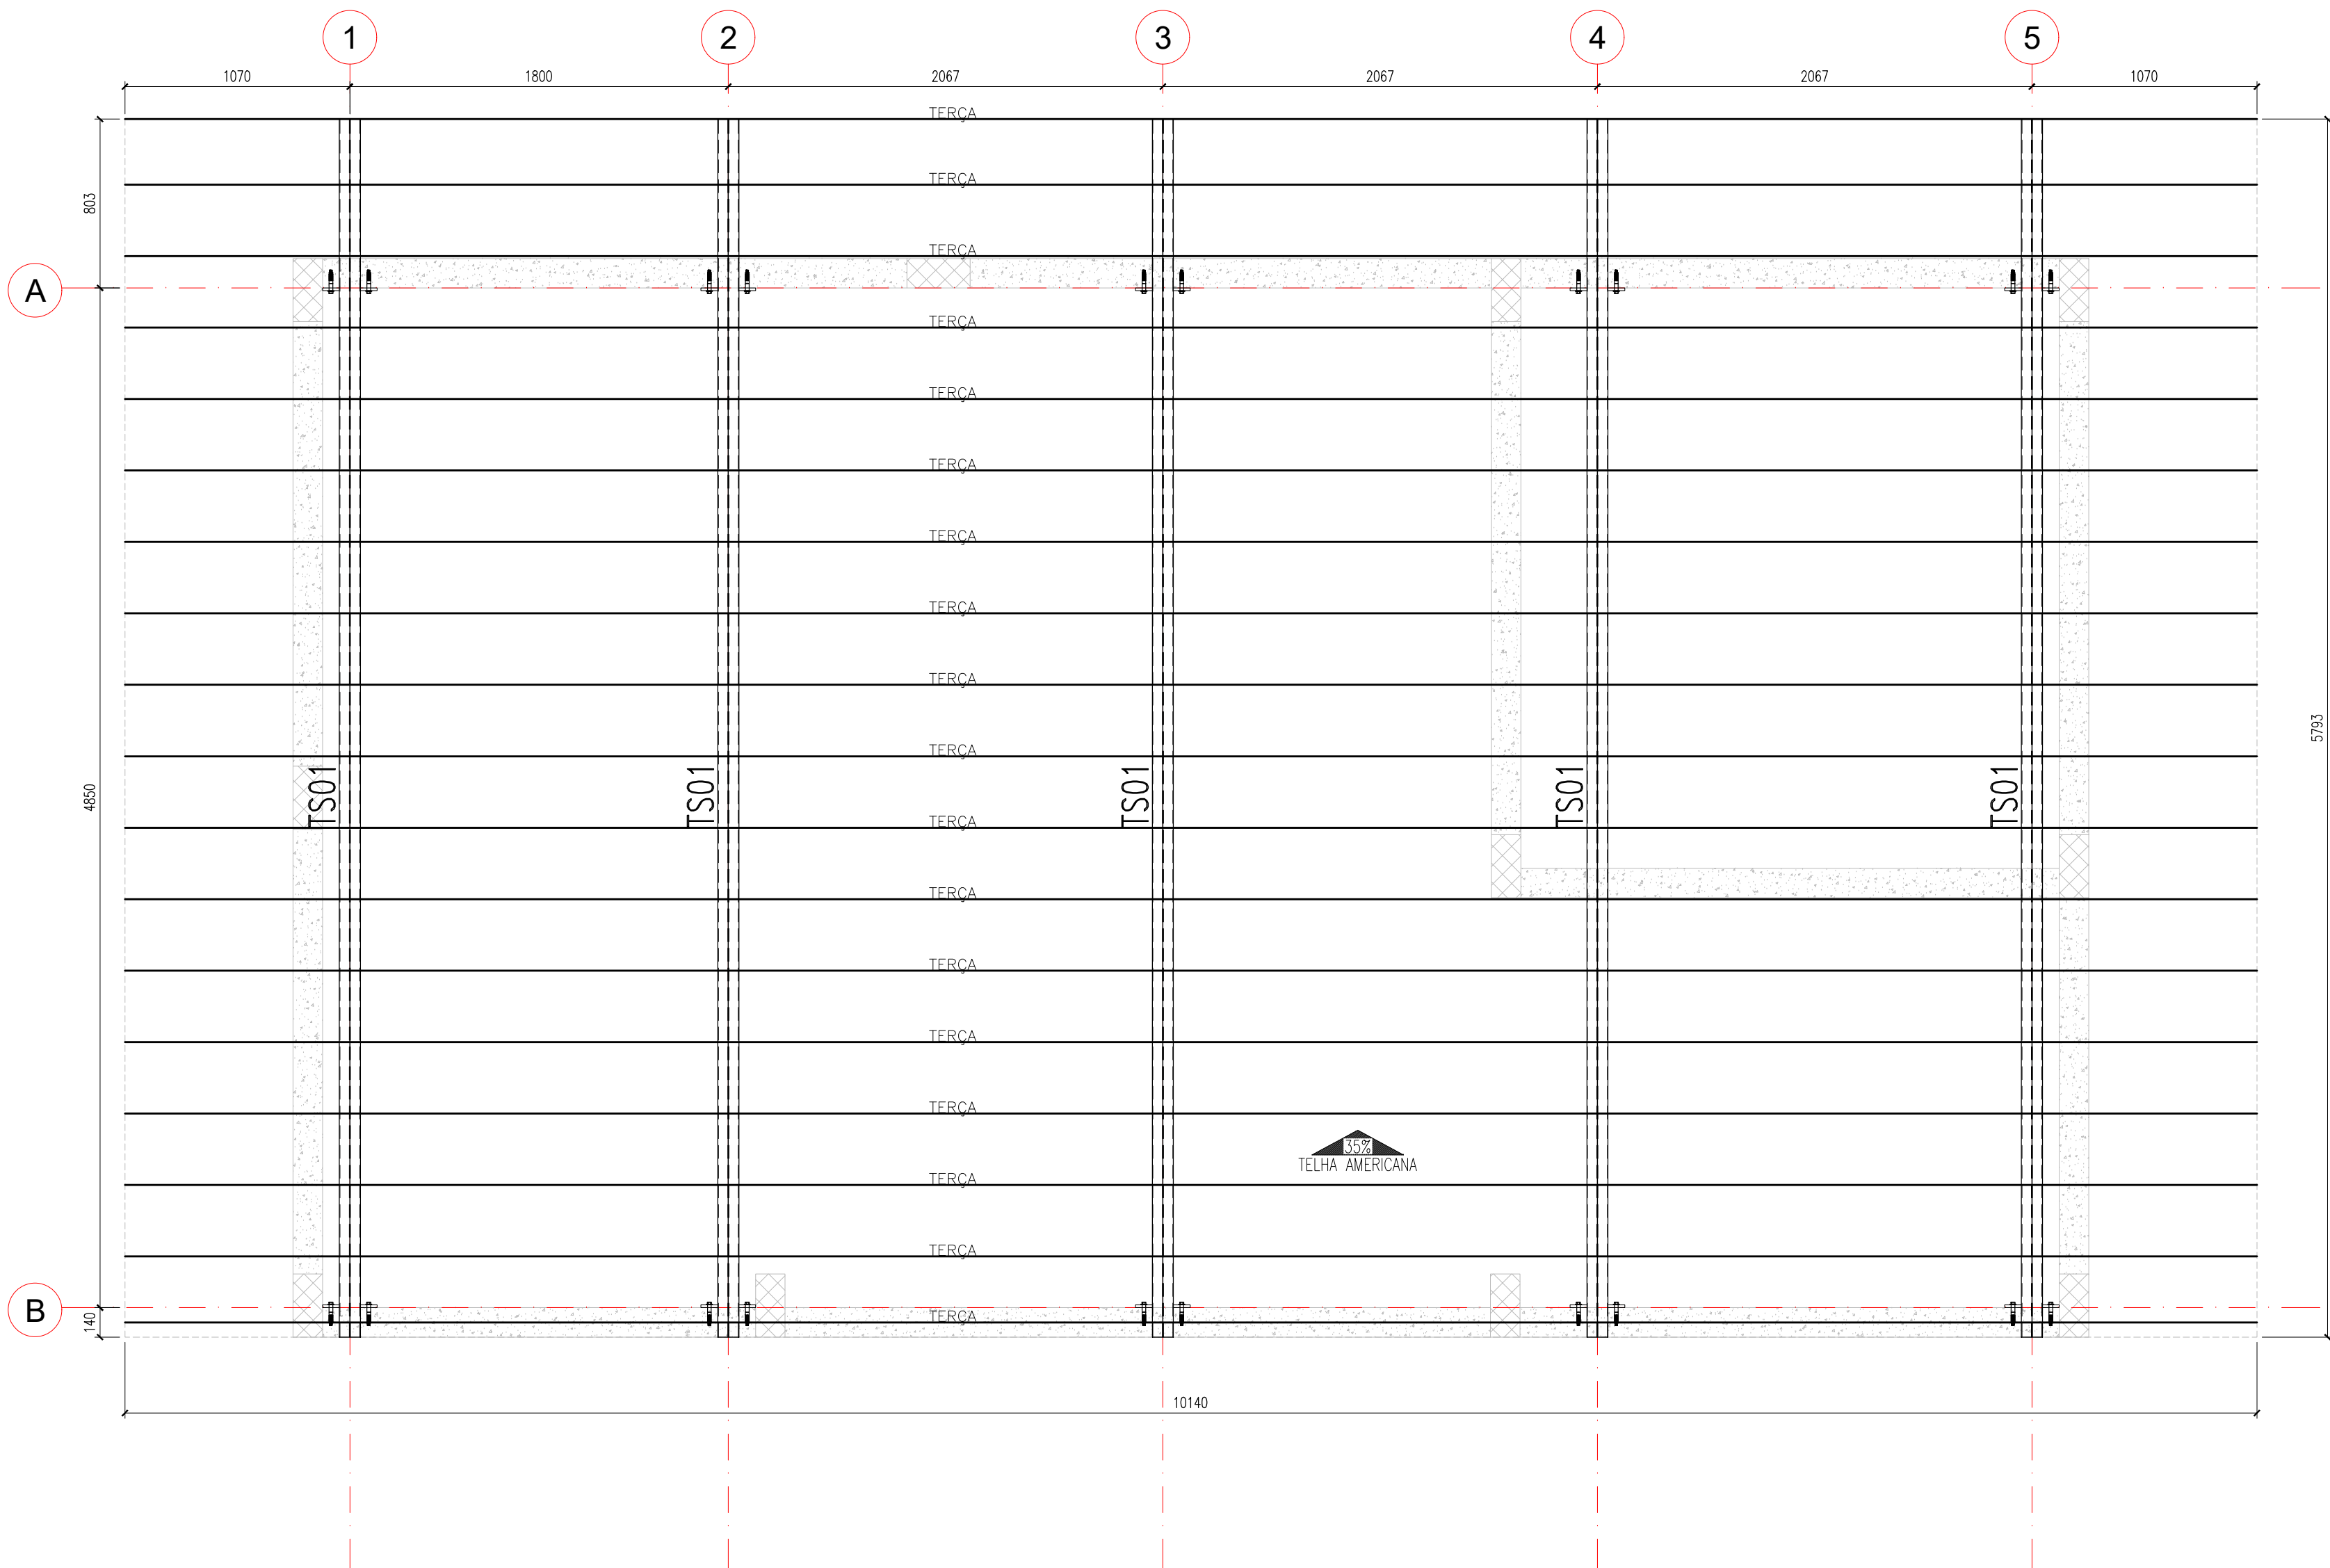 1 2 3 4 5
1070 1800 2067 2067 2067 1070
TERÇA
TERÇA
803
TERÇA
A
TERÇA
TERÇA
TERÇA
TERÇA
TERÇA
TERÇA
5793
TERÇA
4850
TS01 TS01 TS01 TS01 TS01
TERÇA
TERÇA
TERÇA
TERÇA
TERÇA
35%
TELHA AMERICANA
TERÇA
TERÇA
B
TERÇA
140
10140